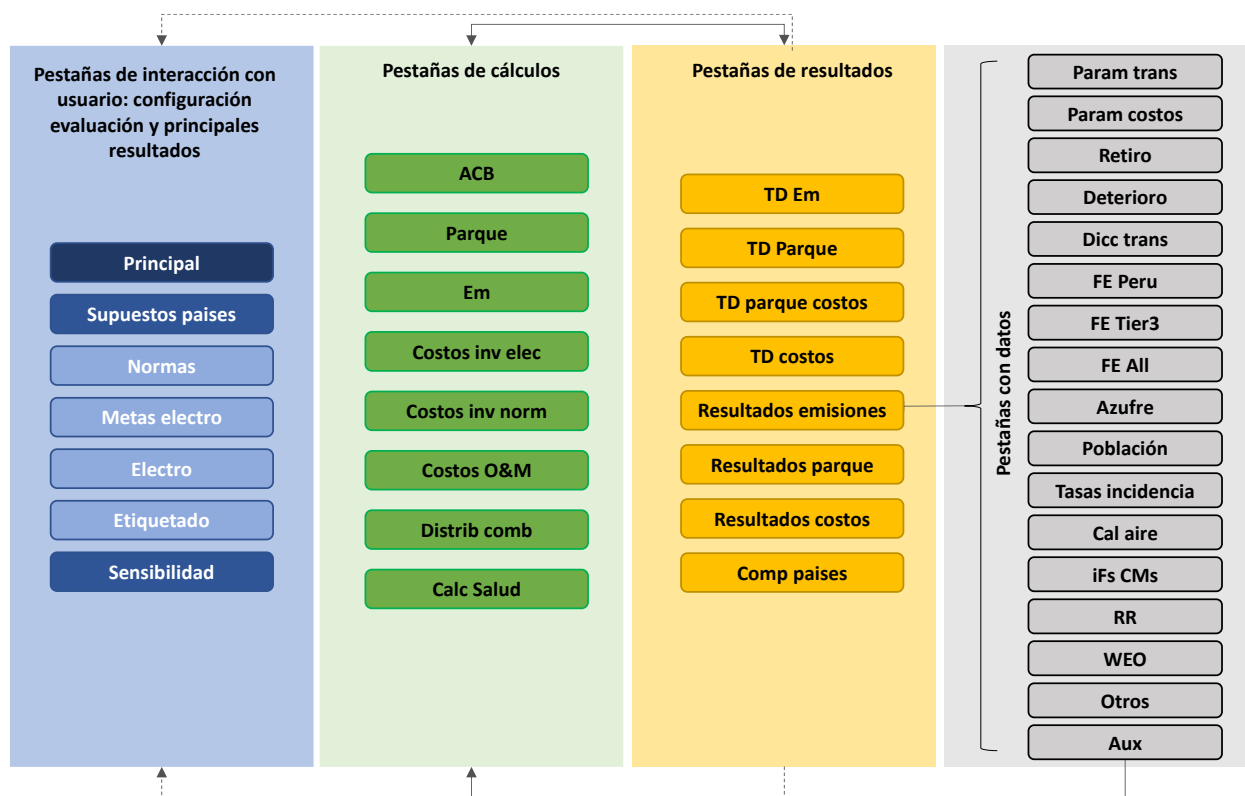 Pestañas de interacción con
usuario: configuración
evaluación y principales
resultados
Principal
Supuestos paises
Normas
Metas electro
Electro
Etiquetado
Sensibilidad
Pestañas de cálculos
ACB
Parque
Em
Costos inv elec
Costos inv norm
Costos O&M
Distrib comb
Calc Salud
Pestañas de resultados
TD Em
TD Parque
TD parque costos
TD costos
Resultados emisiones
Resultados parque
Resultados costos
Comp paises
Pestañas con datos
Param trans
Param costos
Retiro
Deterioro
Dicc trans
FE Peru
FE Tier3
FE All
Azufre
Población
Tasas incidencia
Cal aire
iFs CMs
RR
WEO
Otros
Aux